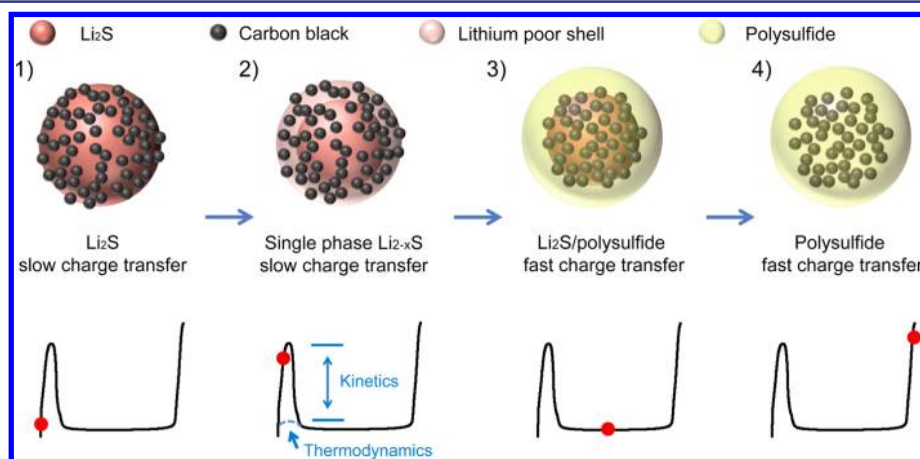 Li₂S
Carbon black
Lithium poor shell
Polysulfide
1)
2)
3)
4)
Li₂S
slow charge transfer
Single phase Li₂₋ₓS
slow charge transfer
Li₂S/polysulfide
fast charge transfer
Polysulfide
fast charge transfer
Kinetics
Thermodynamics